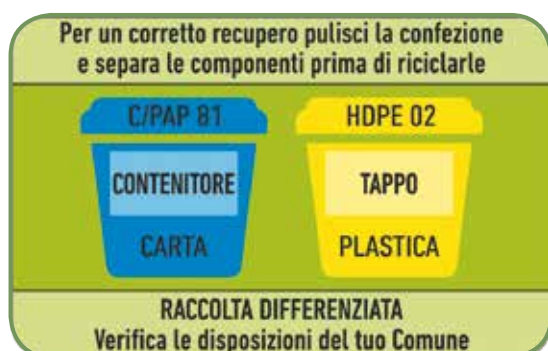 Per un corretto recupero pulisci la confezione
e separa le componenti prima di riciclarle
C/PAP 81
CONTENITORE
CARTA
HDPE 02
TAPPO
PLASTICA
RACCOLTA DIFFERENZIATA
Verifica le disposizioni del tuo Comune